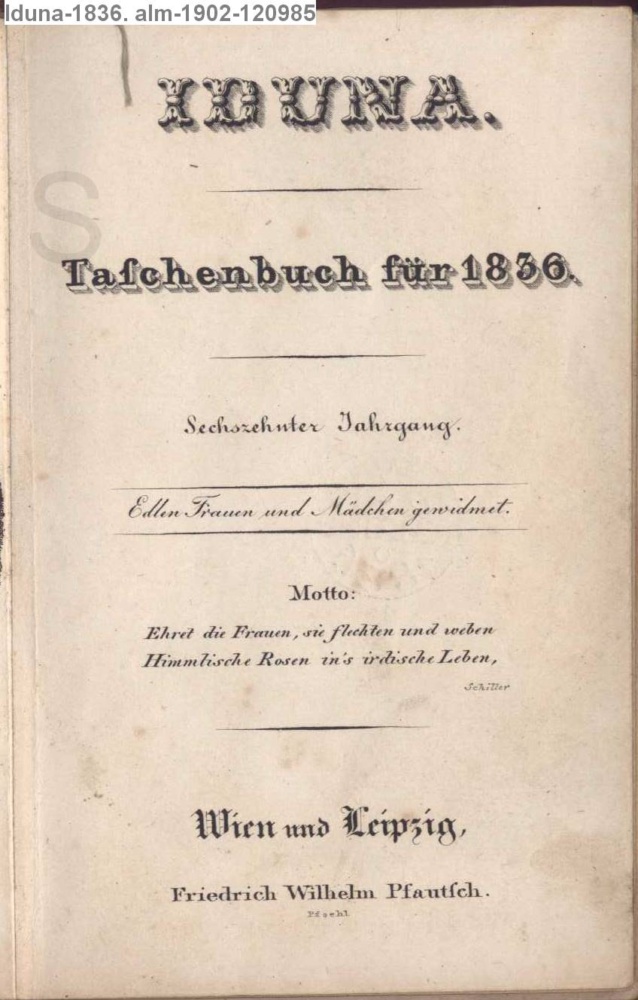 Iduna-1836. alm-1902-120985
IDUNA.
S
Taſchenbuch für 1836.
Sechszehnter Jahrgang.
Edlen Frauen und Mädchen gewidmet.
Motto:
Ehret die Frauen, sie flechten und weben
Himmlische Rosen in's irdische Leben,
Schiller
Wien und Leipzig,
Friedrich Wilhelm Pfautſch.